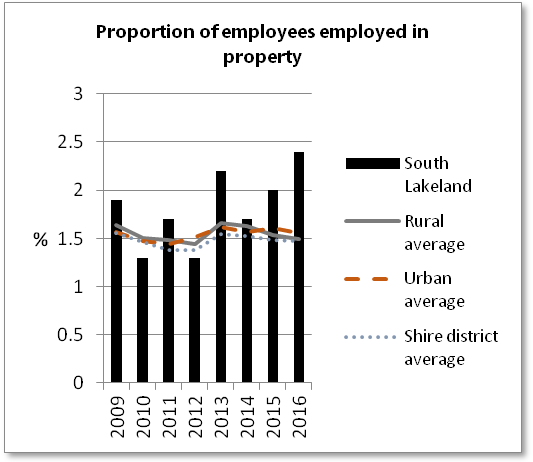 Proportion of employees employed in
property
3
2.5
2
1.5
1
0.5
0
%
2009
2010
2011
2012
2013
2014
2015
2016
South
Lakeland
Rural
average
Urban
average
Shire district
average